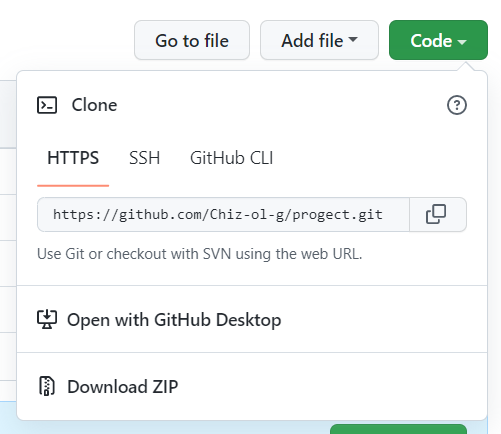 Go to file Add file Code
Clone
HTTPS SSH GitHub CLI
https://github.com/Chiz-ol-g/progect.git
Use Git or checkout with SVN using the web URL.
Open with GitHub Desktop
Download ZIP